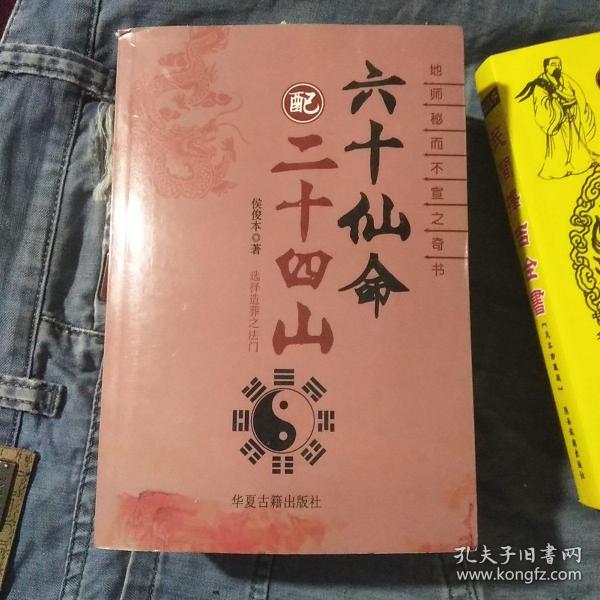 地师秘而不宣之奇书
六十仙命
配
二十四山
侯俊本◎著
选择造葬之法门
华夏古籍出版社
孔夫子旧书网
www.kongfz.com